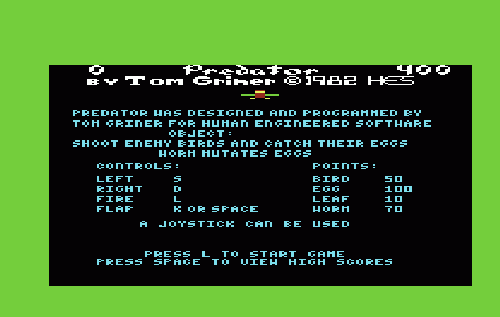 0 Predator 400
BY TOM GRINER ©1982 HES
PREDATOR WAS DESIGNED AND PROGRAMMED BY
TOM GRINER FOR HUMAN ENGINEERED SOFTWARE
OBJECT:
SHOOT ENEMY BIRDS AND CATCH THEIR EGGS
WORM MUTATES EGGS
CONTROLS: POINTS:
LEFT S BIRD 50
RIGHT D EGG 100
FIRE L LEAF 10
FLAP K OR SPACE WORM 70
A JOYSTICK CAN BE USED
PRESS L TO START GAME
PRESS SPACE TO VIEW HIGH SCORES